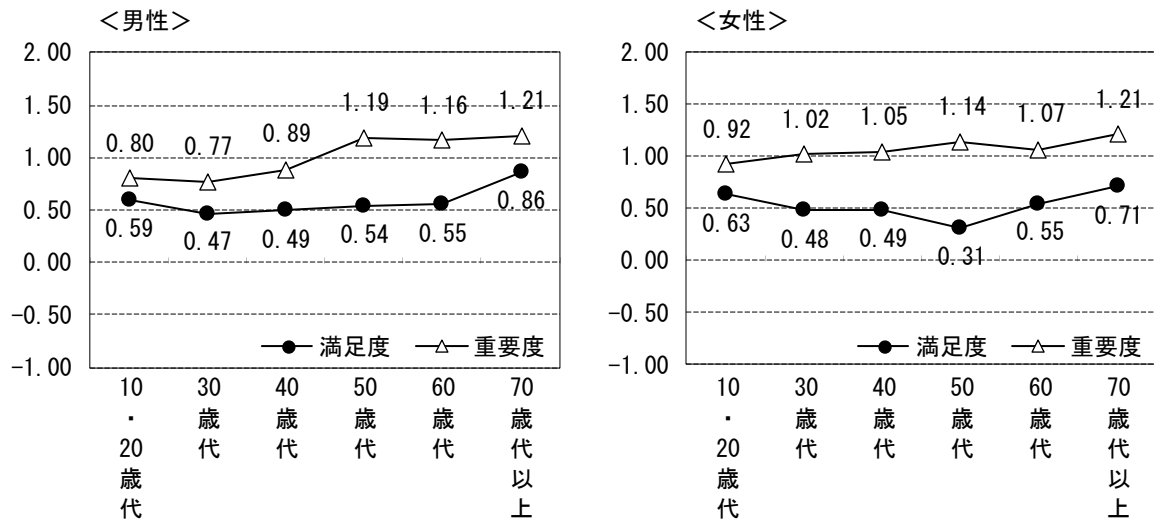 ＜男性＞
2.00
1.50
1.00
0.50
0.00
-0.50
-1.00
0.80
0.77
0.89
1.19
1.16
1.21
0.59
0.47
0.49
0.54
0.55
0.86
満足度
重要度
10・20歳代
30歳代
40歳代
50歳代
60歳代
70歳代以上
＜女性＞
2.00
1.50
1.00
0.50
0.00
-0.50
-1.00
0.92
1.02
1.05
1.14
1.07
1.21
0.63
0.48
0.49
0.31
0.55
0.71
満足度
重要度
10・20歳代
30歳代
40歳代
50歳代
60歳代
70歳代以上